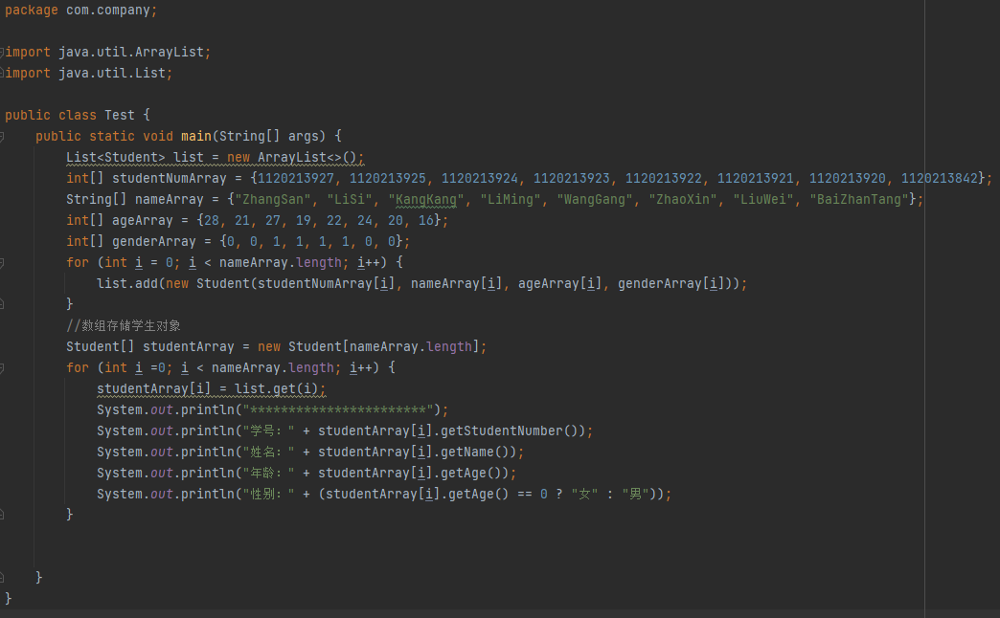 package com.company;
import java.util.ArrayList;
import java.util.List;
public class Test {
public static void main(String[] args) {
List<Student> list = new ArrayList<>();
int[] studentNumArray = {1120213927, 1120213925, 1120213924, 1120213923, 1120213922, 1120213921, 1120213920, 1120213842};
String[] nameArray = {"ZhangSan", "LiSi", "KangKang", "LiMing", "WangGang", "ZhaoXin", "LiuWei", "BaiZhanTang"};
int[] ageArray = {28, 21, 27, 19, 22, 24, 20, 16};
int[] genderArray = {0, 0, 1, 1, 1, 1, 0, 0};
for (int i = 0; i < nameArray.length; i++) {
list.add(new Student(studentNumArray[i], nameArray[i], ageArray[i], genderArray[i]));
}
//数组存储学生对象
Student[] studentArray = new Student[nameArray.length];
for (int i =0; i < nameArray.length; i++) {
studentArray[i] = list.get(i);
System.out.println("***********************");
System.out.println("学号：" + studentArray[i].getStudentNumber());
System.out.println("姓名：" + studentArray[i].getName());
System.out.println("年龄：" + studentArray[i].getAge());
System.out.println("性别：" + (studentArray[i].getAge() == 0 ? "女" : "男"));
}
}
}